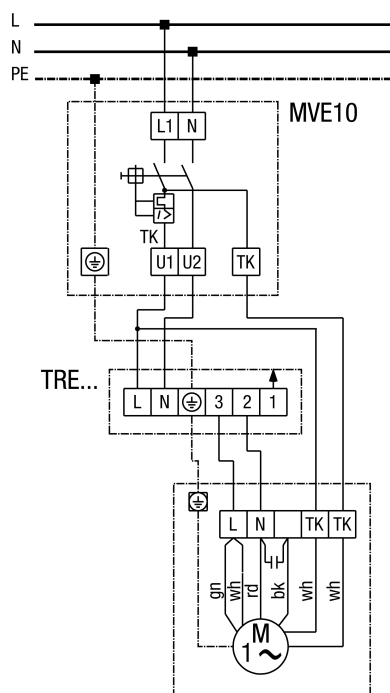 L
N
PE
MVE10
L1 N
I>
TK
U1 U2 TK
TRE...
L N 3 2 1
L N TK TK
gn wh rd bk wh wh
M
1 ~